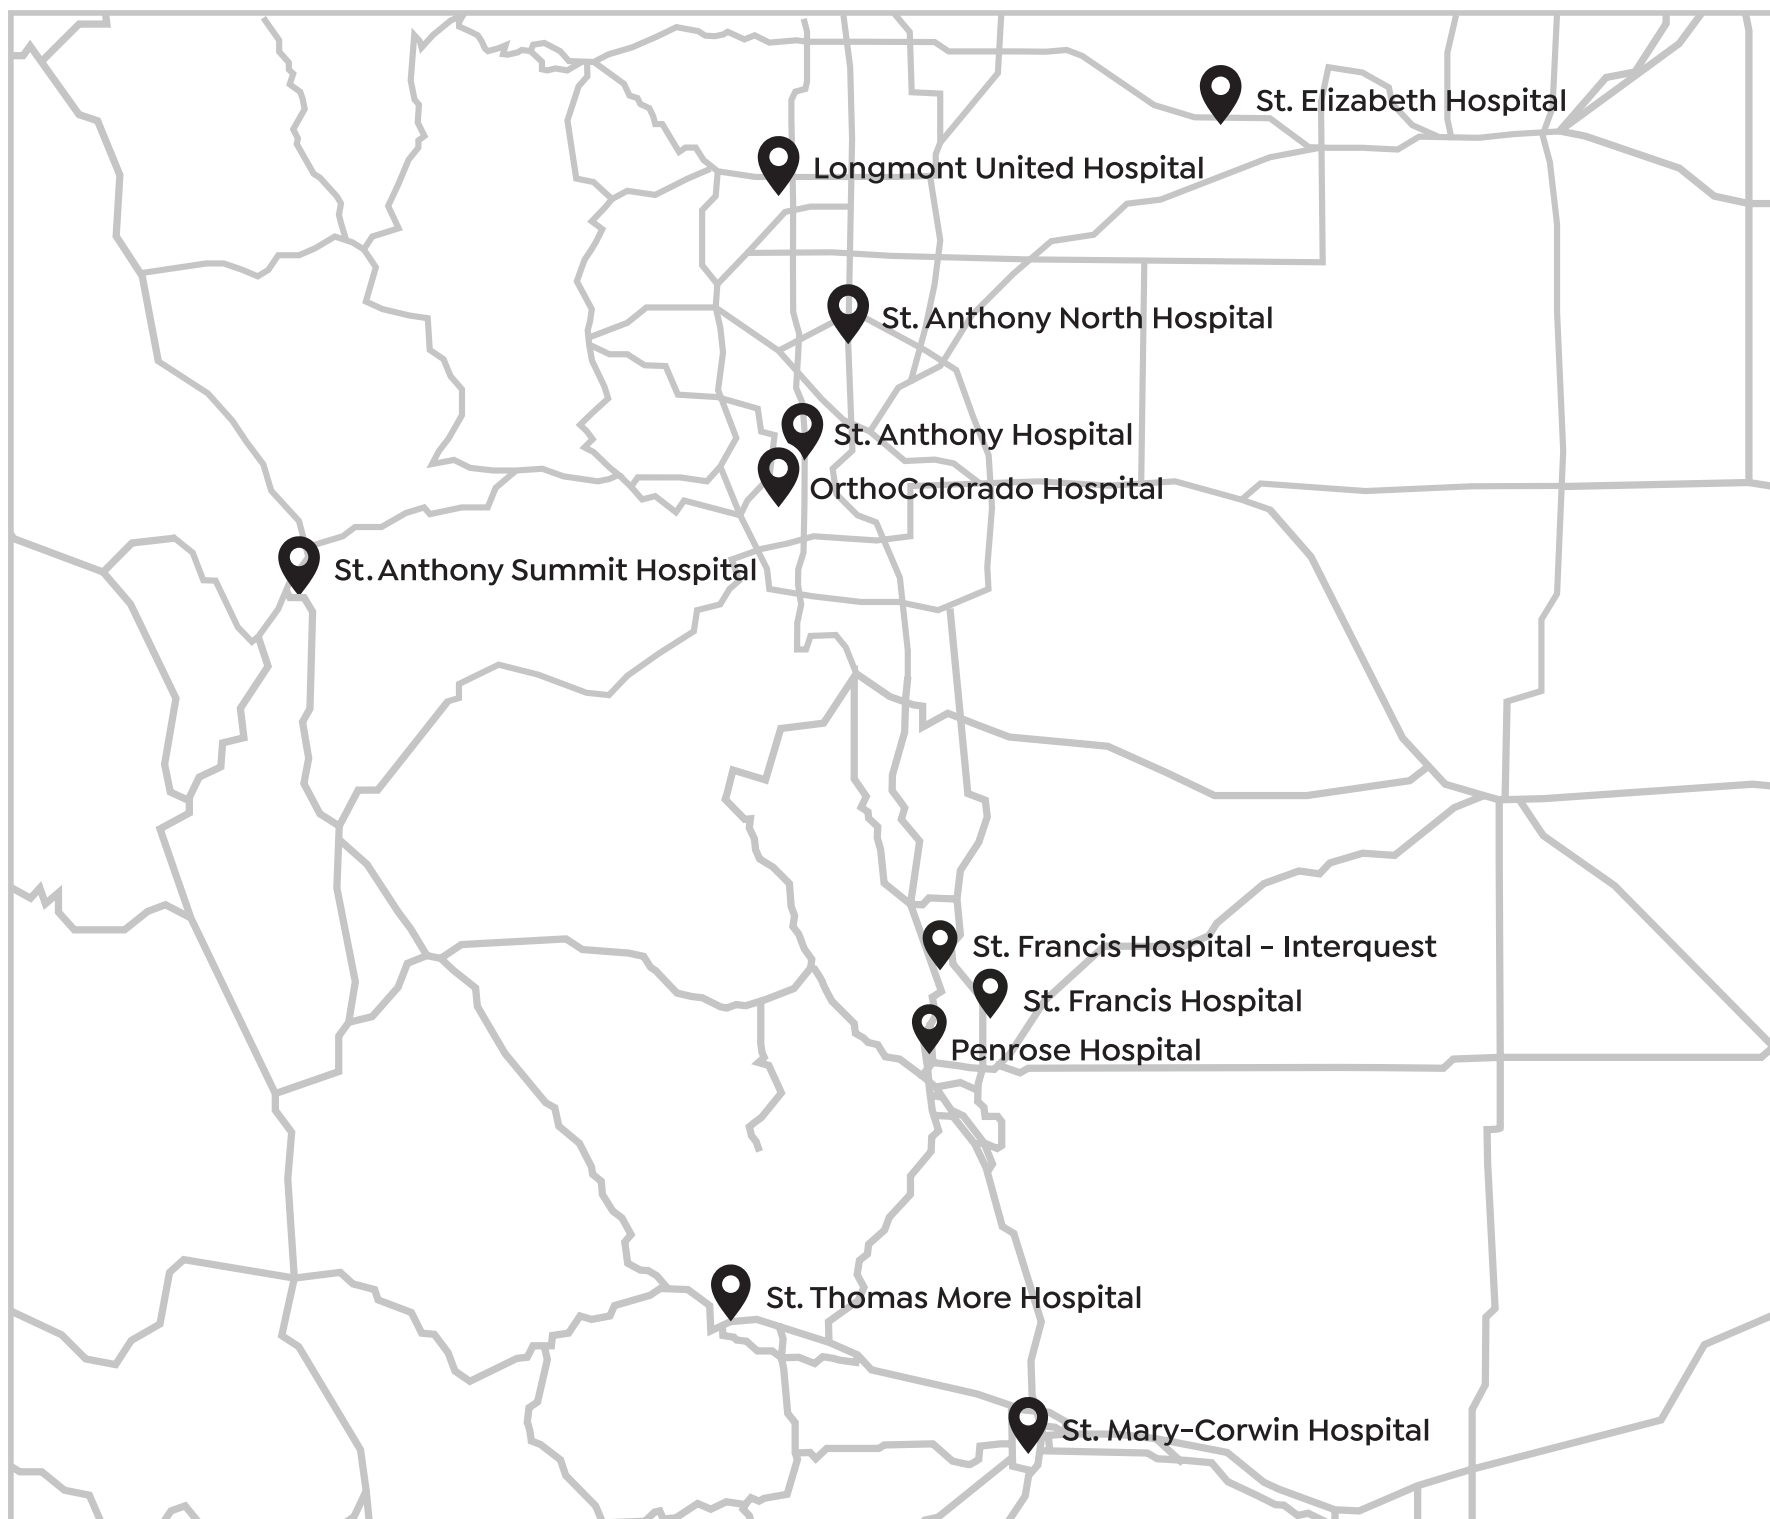 St. Elizabeth Hospital
Longmont United Hospital
St. Anthony North Hospital
St. Anthony Hospital
OrthoColorado Hospital
St. Anthony Summit Hospital
St. Francis Hospital - Interquest
St. Francis Hospital
Penrose Hospital
St. Thomas More Hospital
St. Mary-Corwin Hospital